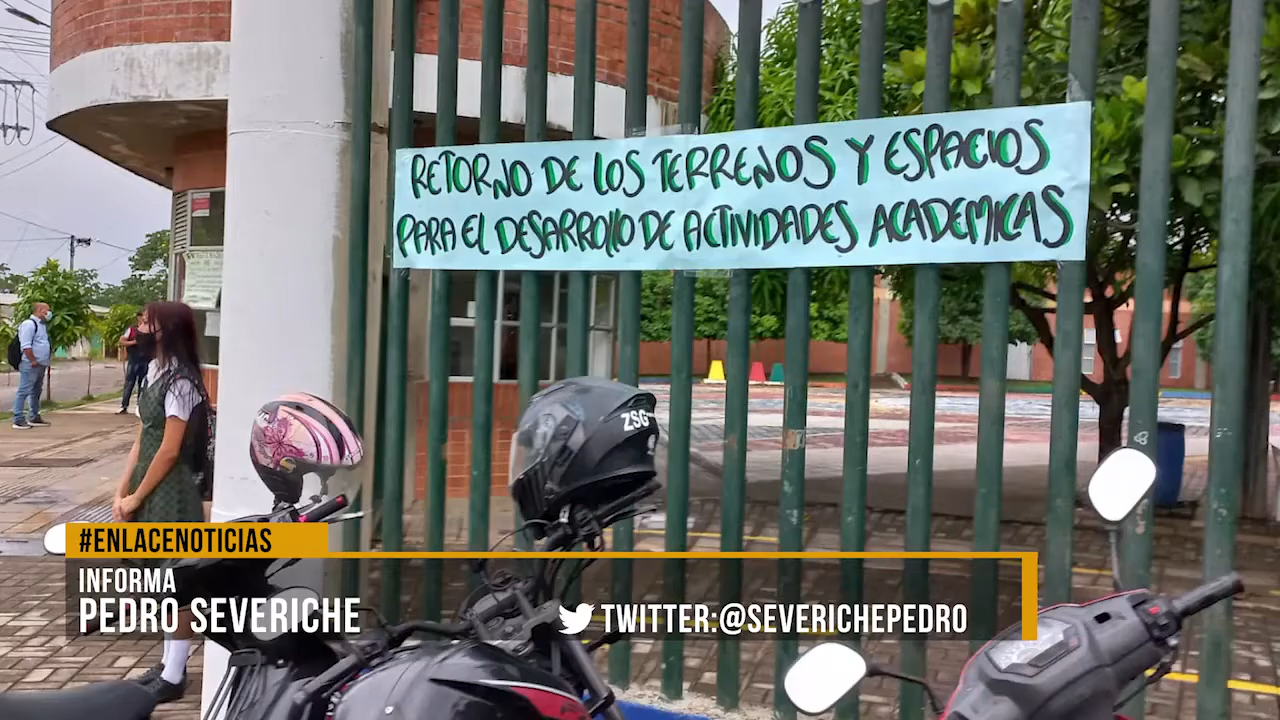 RETORNO DE LOS TERRENOS Y ESPACIOS
PARA EL DESARROLLO DE ACTIVIDADES ACADEMICAS
ZSG
#ENLACENOTICIAS
INFORMA
PEDRO SEVERICHE
TWITTER:@SEVERICHEPEDRO